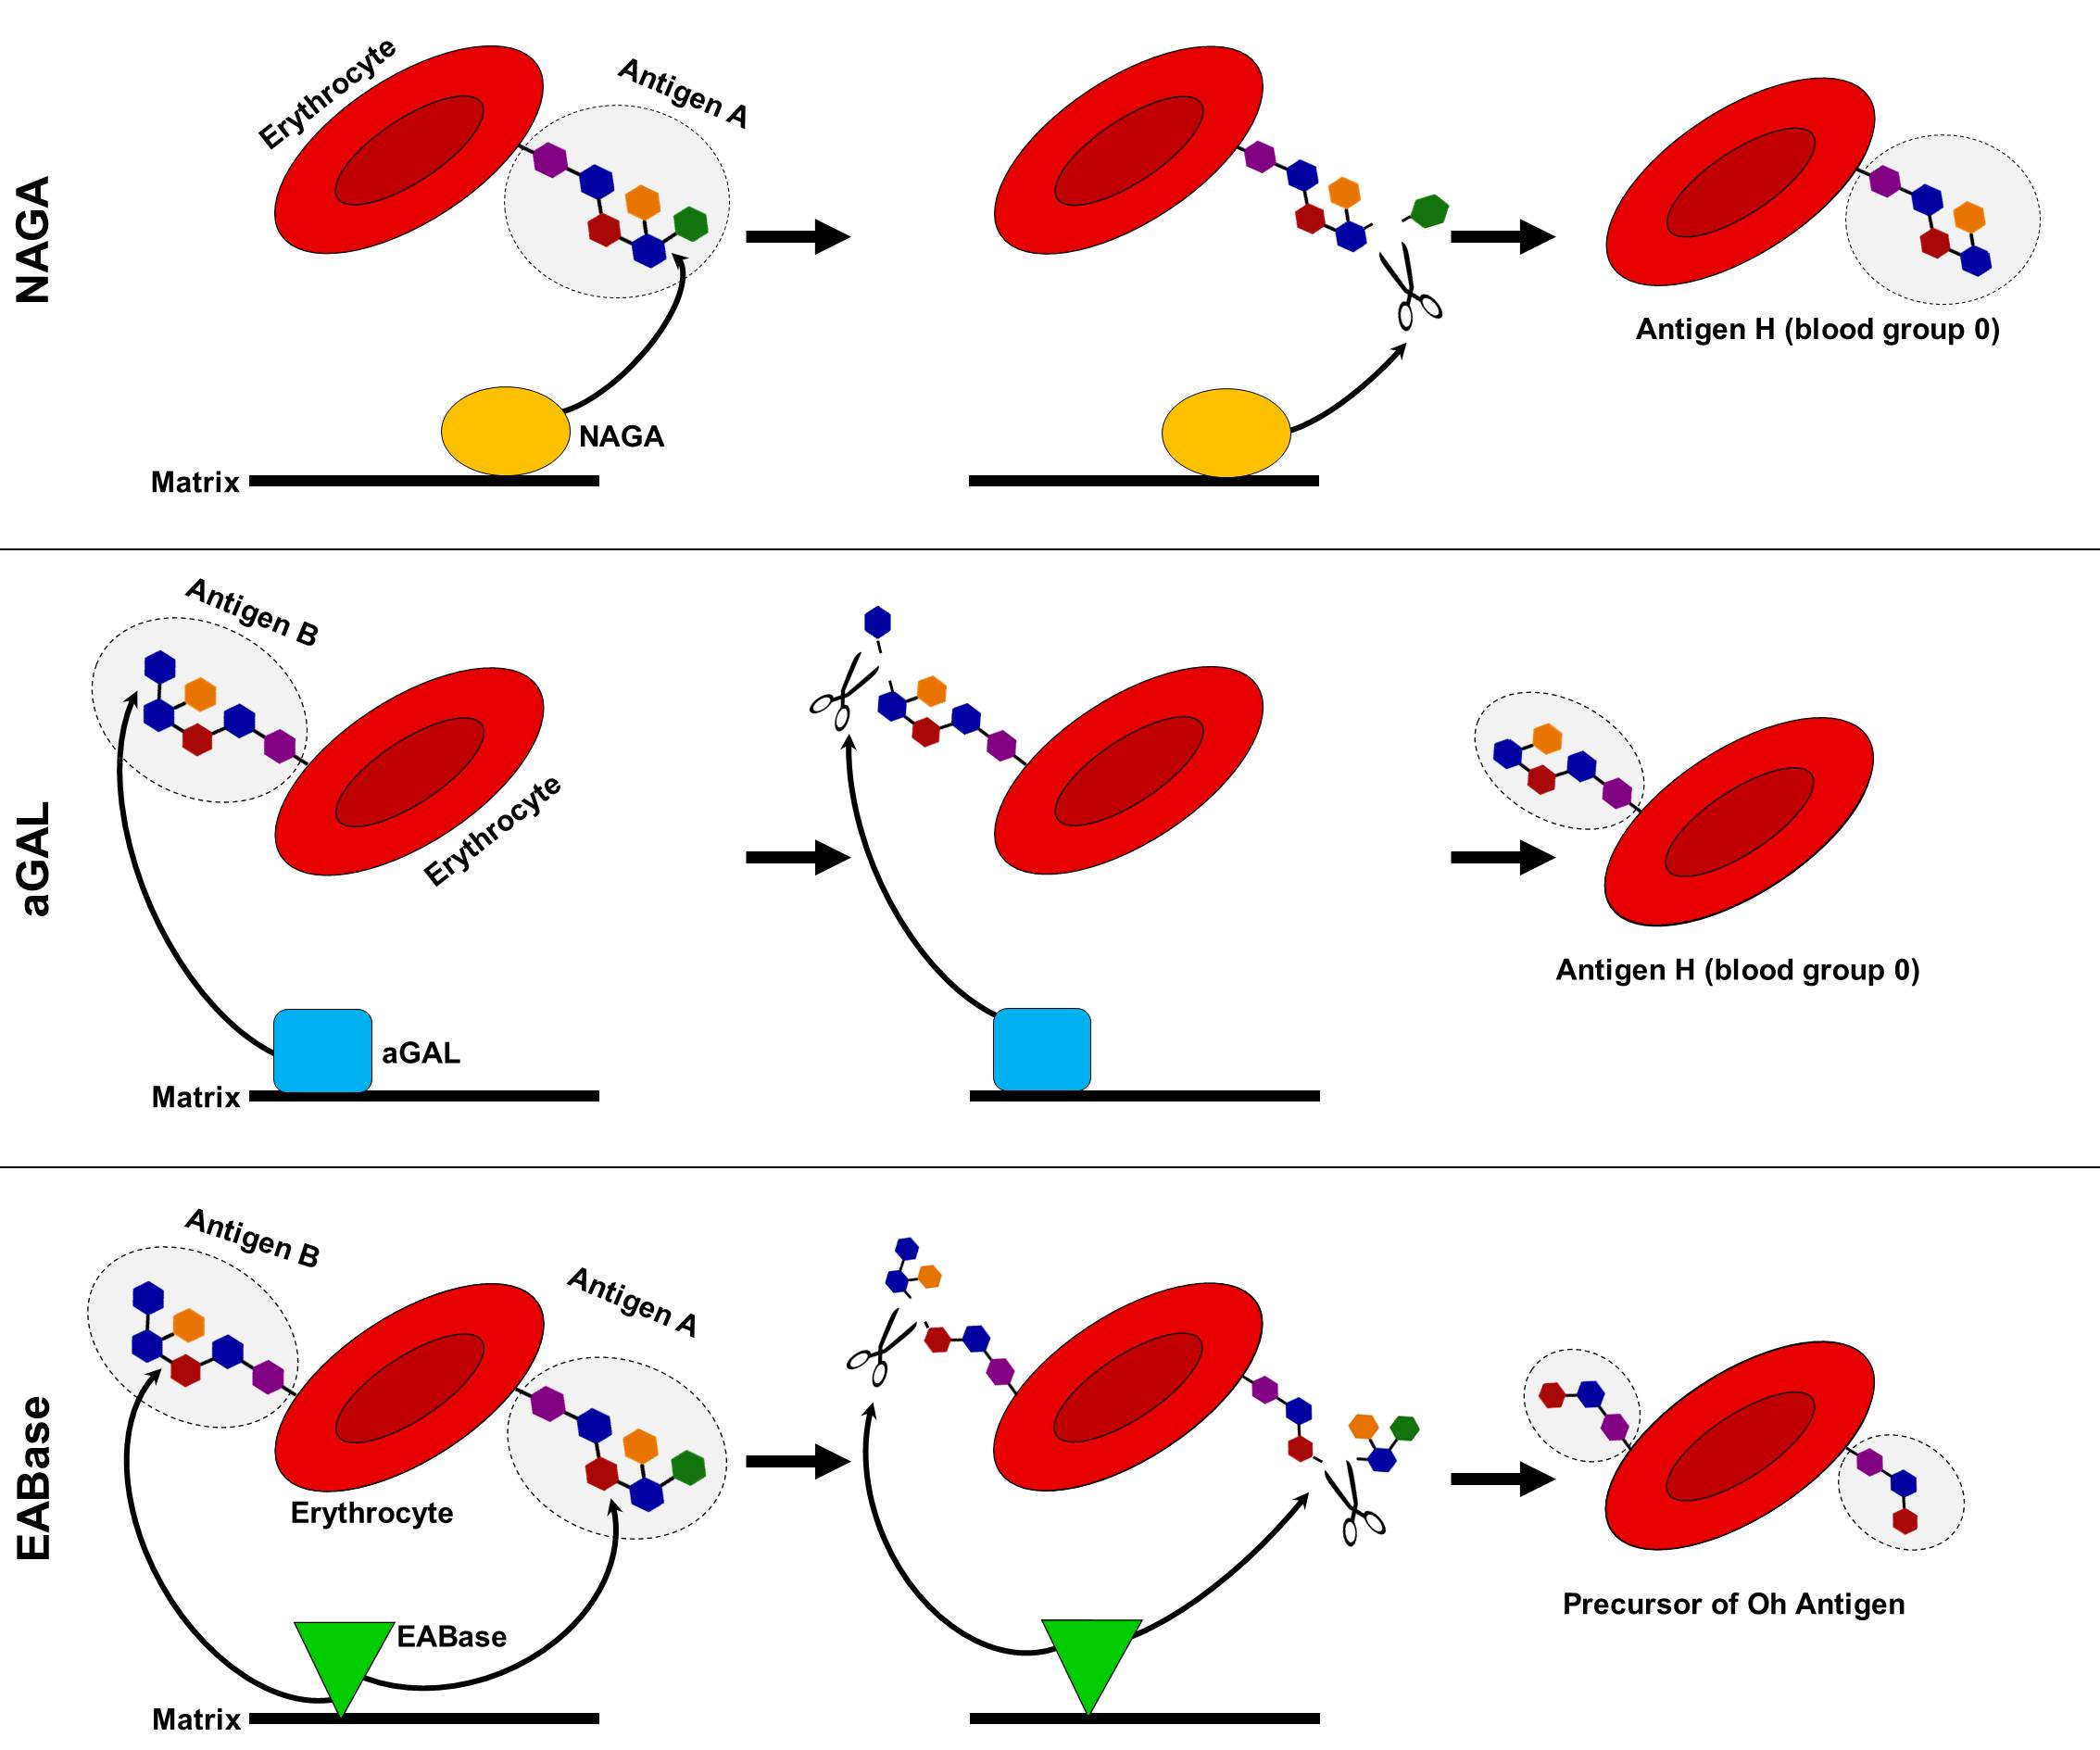 NAGA
Erythrocyte
Antigen A
NAGA
Matrix
Antigen H (blood group 0)
aGAL
Antigen B
Erythrocyte
aGAL
Matrix
Antigen H (blood group 0)
EABase
Antigen B
Antigen A
Erythrocyte
EABase
Matrix
Precursor of Oh Antigen